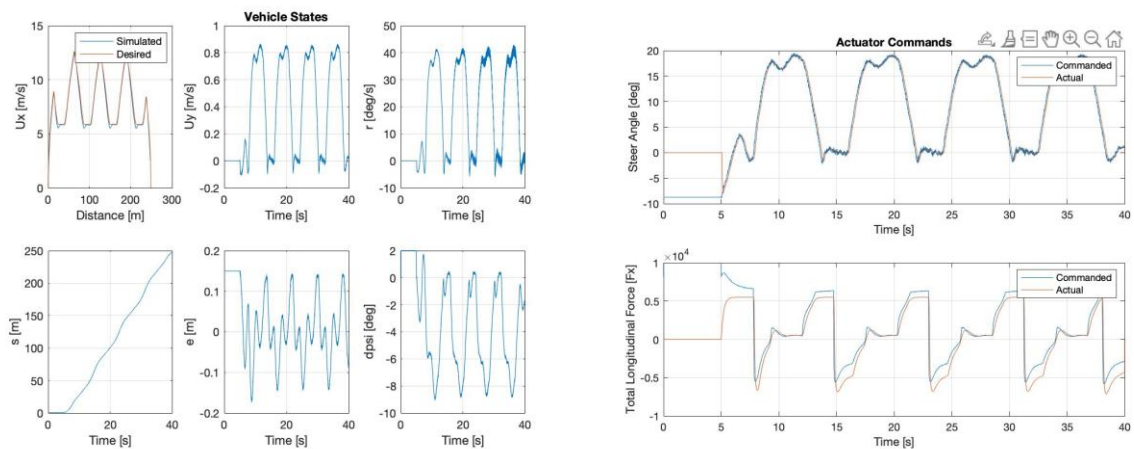 Vehicle States
15
10
5
0
Ux [m/s]
Simulated
Desired
0 100 200 300
Distance [m]
1
0.8
0.6
0.4
0.2
0
-0.2
Uy [m/s]
0 20 40
Time [s]
50
40
30
20
10
0
-10
r [deg/s]
0 20 40
Time [s]
250
200
150
100
50
0
s [m]
0 20 40
Time [s]
0.2
0.1
0
-0.1
-0.2
e [m]
0 20 40
Time [s]
2
0
-2
-4
-6
-8
-10
dpsi [deg]
0 20 40
Time [s]
Actuator Commands
20
15
10
5
0
-5
-10
Steer Angle [deg]
Commanded
Actual
0 5 10 15 20 25 30 35 40
Time [s]
×10⁴
1
0.5
0
-0.5
-1
Total Longitudinal Force [Fx]
Commanded
Actual
0 5 10 15 20 25 30 35 40
Time [s]